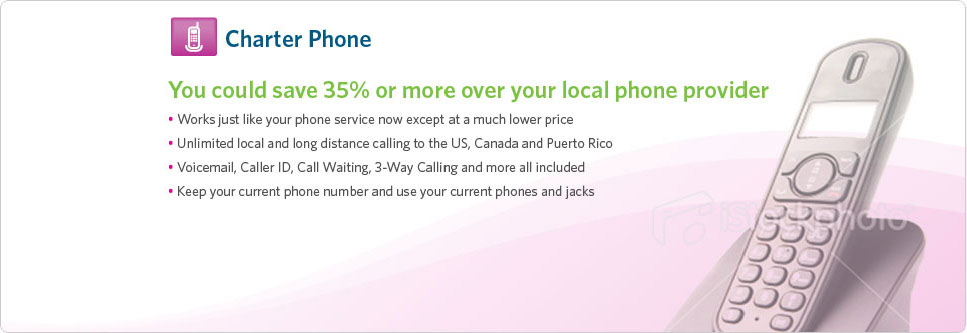 Charter Phone
You could save 35% or more over your local phone provider
• Works just like your phone service now except at a much lower price
• Unlimited local and long distance calling to the US, Canada and Puerto Rico
• Voicemail, Caller ID, Call Waiting, 3-Way Calling and more all included
• Keep your current phone number and use your current phones and jacks
iStockphoto